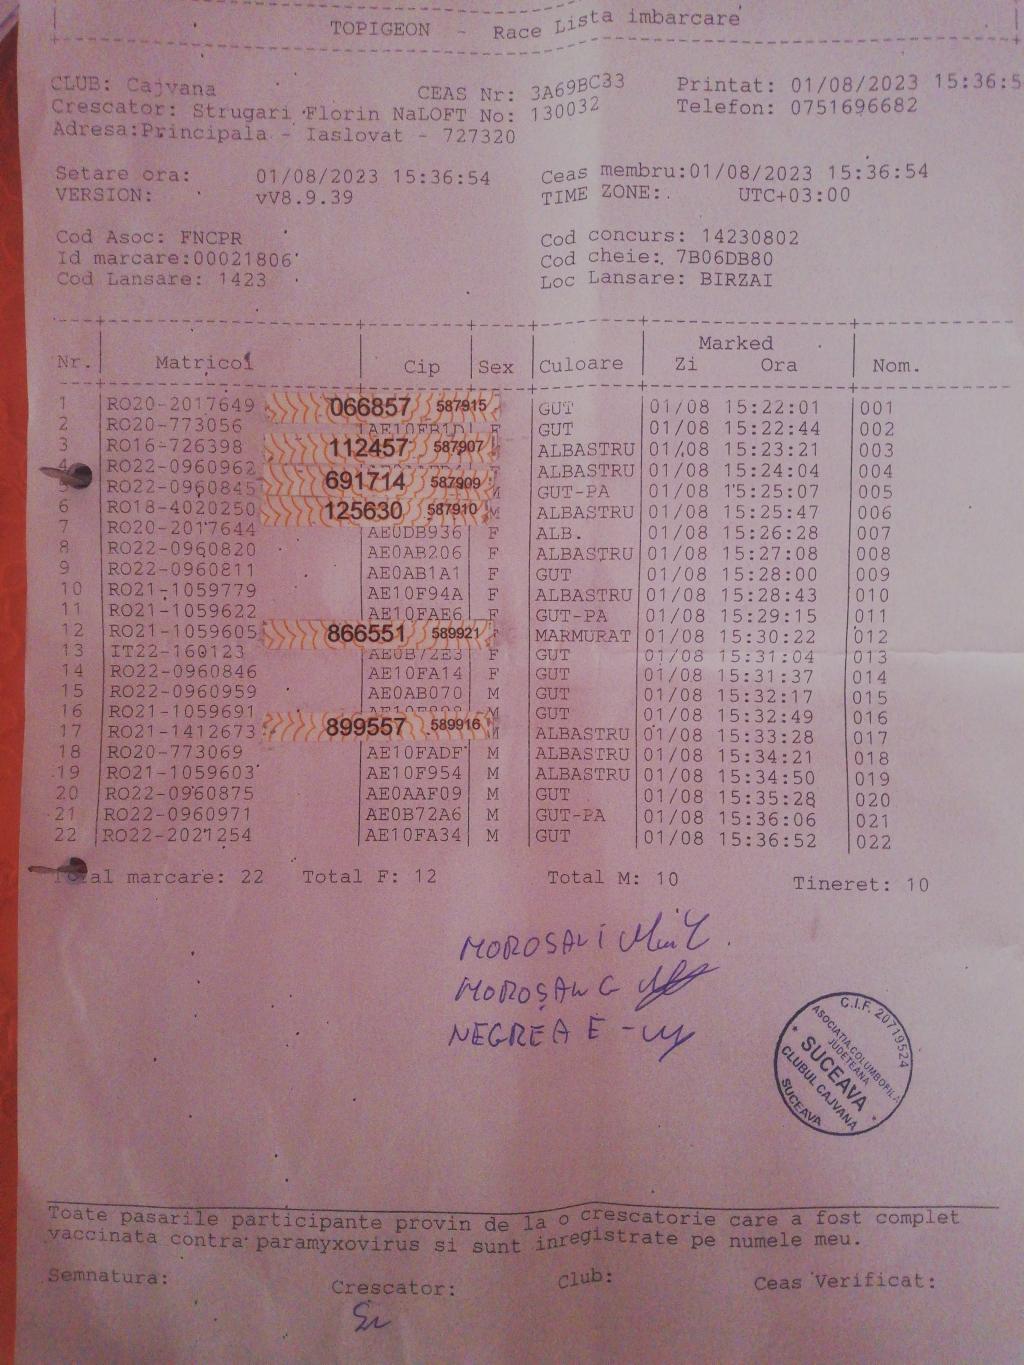 TOPIGEON - Race Lista imbarcare
CLUB: Cajvana CEAS Nr: 3A69BC33 Printat: 01/08/2023 15:36:5
Crescator: Strugari Florin NaLOFT No: 130032 Telefon: 0751696682
Adresa:Principala - Iaslovat - 727320
Setare ora: 01/08/2023 15:36:54 Ceas membru:01/08/2023 15:36:54
VERSION: vV8.9.39 TIME ZONE: UTC+03:00
Cod Asoc: FNCPR Cod concurs: 14230802
Id marcare:00021806 Cod cheie: 7B06DB80
Cod Lansare: 1423 Loc Lansare: BIRZAI
Marked
Nr. Matricol Cip Sex Culoare Zi Ora Nom.
1 RO20-2017649 066857 587915 GUT 01/08 15:22:01 001
2 RO20-773056 GUT 01/08 15:22:44 002
3 RO16-726398 112457 587907 ALBASTRU 01/08 15:23:21 003
4 RO22-0960962 ALBASTRU 01/08 15:24:04 004
5 RO22-0960845 691714 587909 M GUT-PA 01/08 15:25:07 005
6 RO18-4020250 125630 587910 M ALBASTRU 01/08 15:25:47 006
7 RO20-2017644 AE0DB936 F ALB. 01/08 15:26:28 007
8 RO22-0960820 AE0AB206 F ALBASTRU 01/08 15:27:08 008
9 RO22-0960811 AE0AB1A1 F GUT 01/08 15:28:00 009
10 RO21-1059779 AE10F94A F ALBASTRU 01/08 15:28:43 010
11 RO21-1059622 AE10FAE6 F GUT-PA 01/08 15:29:15 011
12 RO21-1059605 866551 589921 MARMURAT 01/08 15:30:22 012
13 IT22-160123 AE0B72E3 F GUT 01/08 15:31:04 013
14 RO22-0960846 AE10FA14 F GUT 01/08 15:31:37 014
15 RO22-0960959 AE0AB070 M GUT 01/08 15:32:17 015
16 RO21-1059691 GUT 01/08 15:32:49 016
17 RO21-1412673 899557 589916 ALBASTRU 01/08 15:33:28 017
18 RO20-773069 AE10FADF M ALBASTRU 01/08 15:34:21 018
19 RO21-1059603 AE10F954 M ALBASTRU 01/08 15:34:50 019
20 RO22-0960875 AE0AAF09 M GUT 01/08 15:35:28 020
21 RO22-0960971 AE0B72A6 M GUT-PA 01/08 15:36:06 021
22 RO22-2021254 AE10FA34 M GUT 01/08 15:36:52 022
Total marcare: 22 Total F: 12 Total M: 10 Tineret: 10
MOROSAN I
MOROȘAN G
NEGREA E
C.I.F. 20719524
ASOCIATIA COLUMBOFILA
JUDETEANA
SUCEAVA
CLUBUL CAJVANA
SUCEAVA
Toate pasarile participante provin de la o crescatorie care a fost complet
vaccinata contra paramyxovirus si sunt inregistrate pe numele meu.
Semnatura: Crescator: Club: Ceas Verificat: